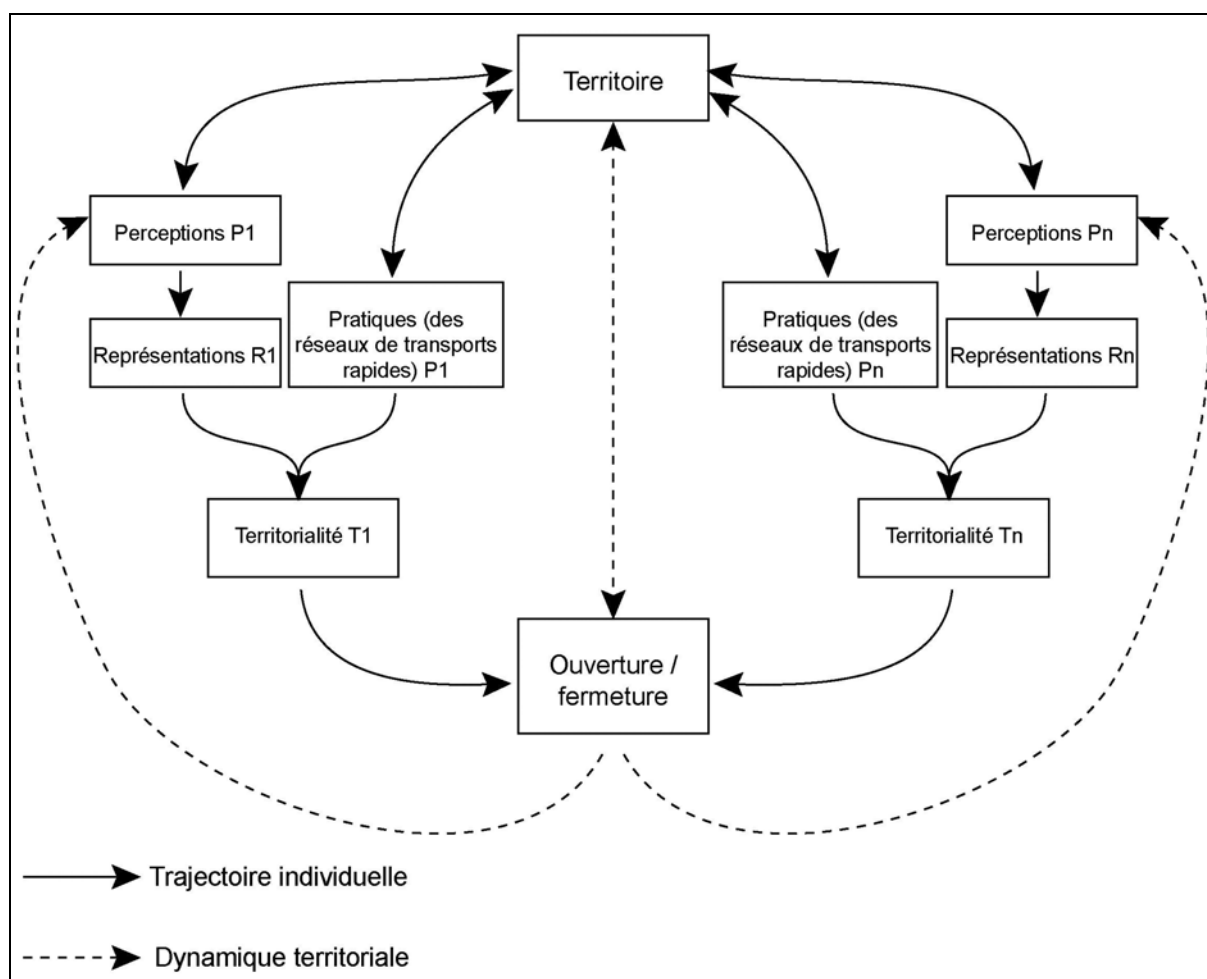 Territoire
Perceptions P1
Perceptions Pn
Représentations R1
Pratiques (des
réseaux de transports
rapides) P1
Pratiques (des
réseaux de transports
rapides) Pn
Représentations Rn
Territorialité T1
Territorialité Tn
Ouverture /
fermeture
Trajectoire individuelle
Dynamique territoriale